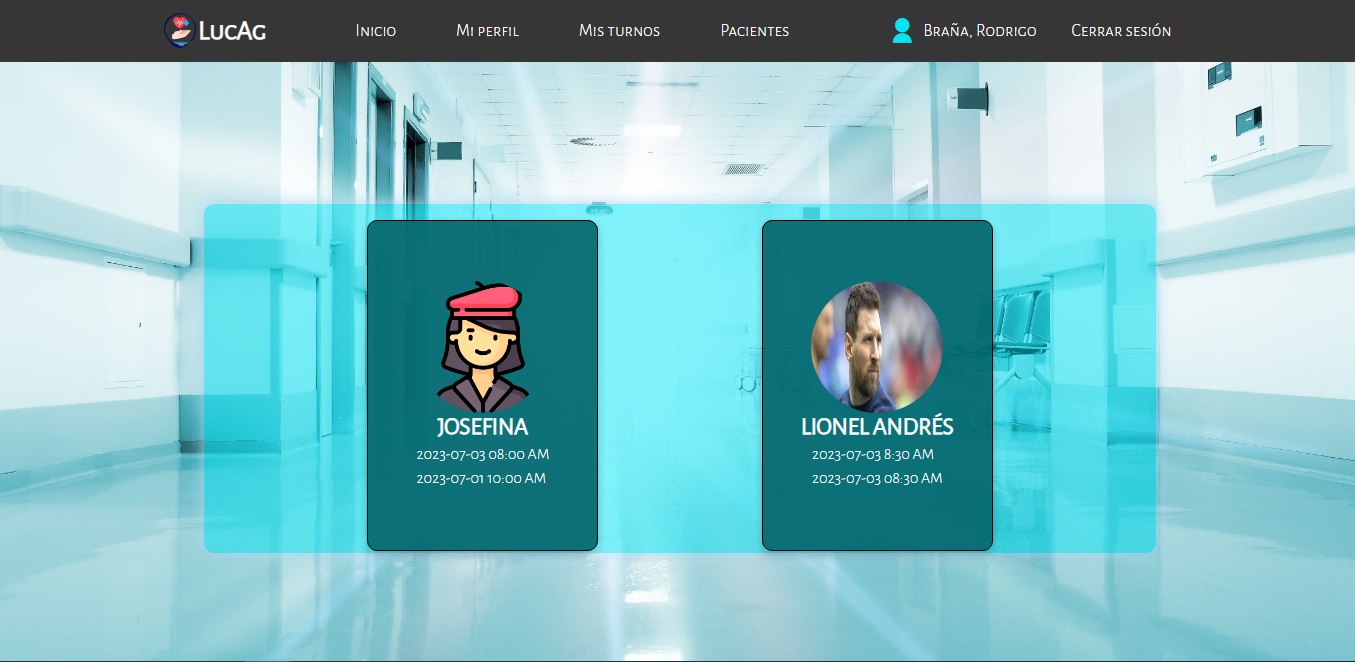 LucAg
Inicio
Mi perfil
Mis turnos
Pacientes
Braña, Rodrigo
Cerrar sesión
JOSEFINA
2023-07-03 08:00 AM
2023-07-01 10:00 AM
LIONEL ANDRÉS
2023-07-03 8:30 AM
2023-07-03 08:30 AM